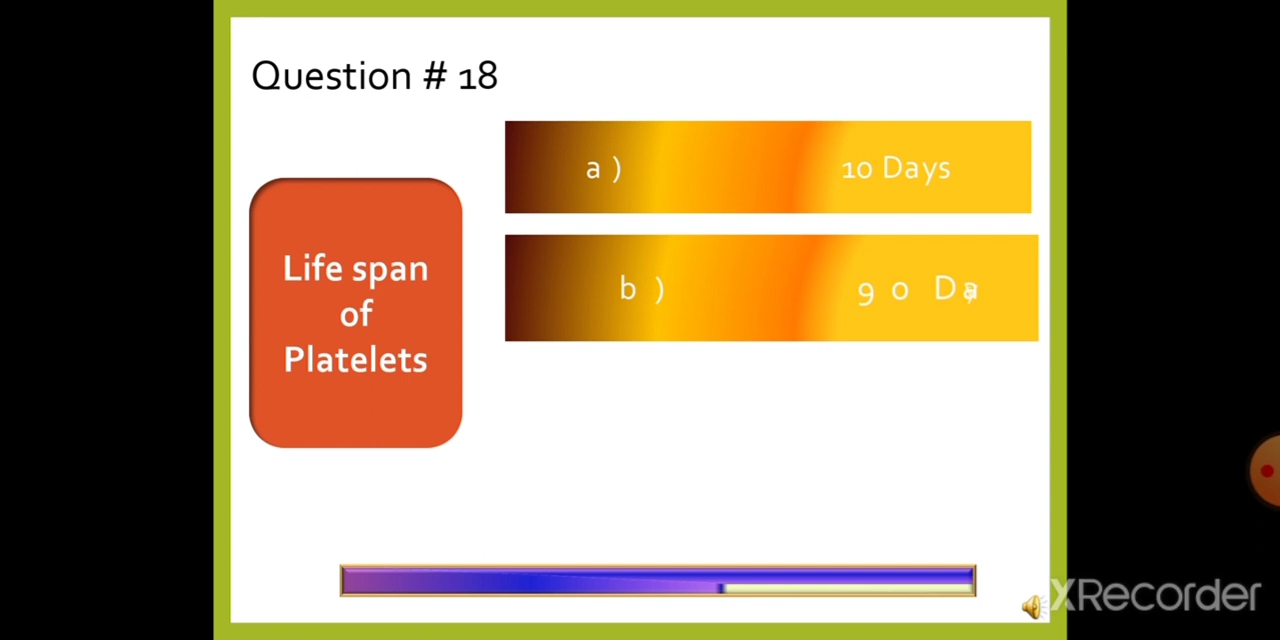 Question # 18
a ) 10 Days
Life span
of
Platelets
b ) 9 0
XRecorder